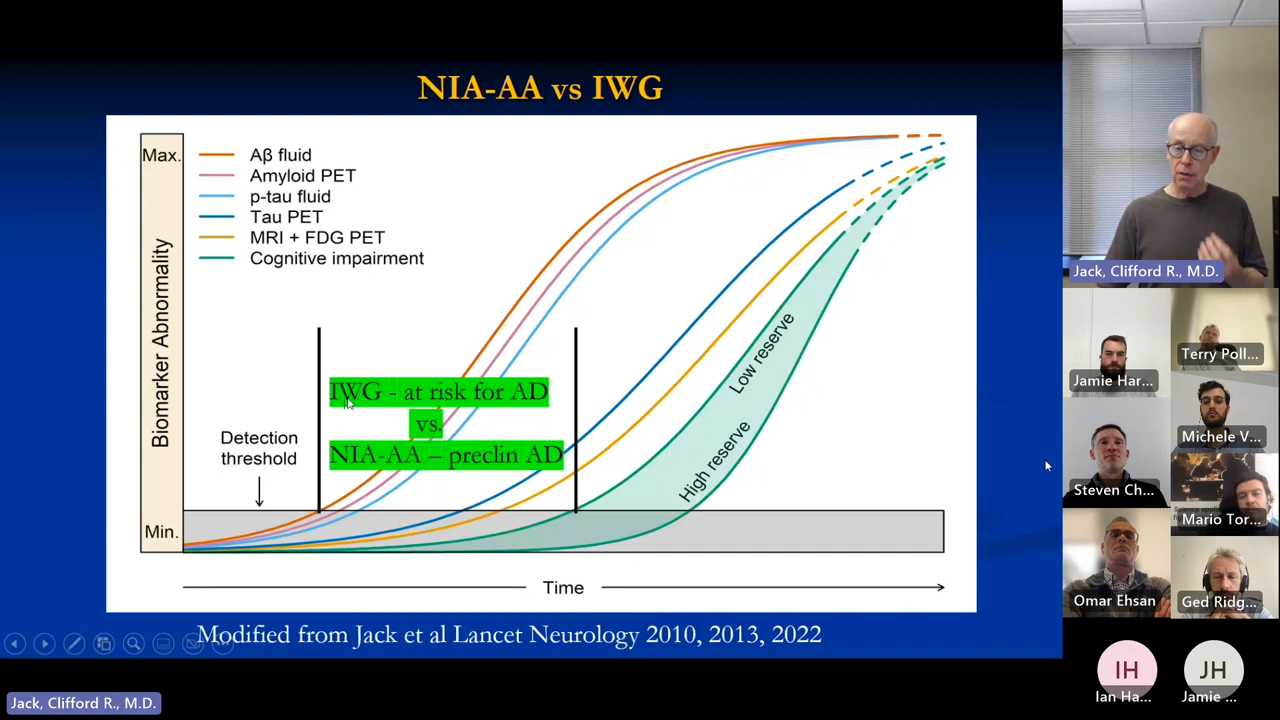 NIA-AA vs IWG
Max.
Biomarker Abnormality
Min.
Aβ fluid
Amyloid PET
p-tau fluid
Tau PET
MRI + FDG PET
Cognitive impairment
Detection
threshold
IWG - at risk for AD
vs.
NIA-AA – preclin AD
Low reserve
High reserve
Time
Modified from Jack et al Lancet Neurology 2010, 2013, 2022
Jack, Clifford R., M.D.
Jack, Clifford R., M.D.
Jamie Har...
Terry Poll...
Michele V...
Steven Ch...
Mario Tor...
Omar Ehsan
Ged Ridg...
IH
Ian Ha...
JH
Jamie ...